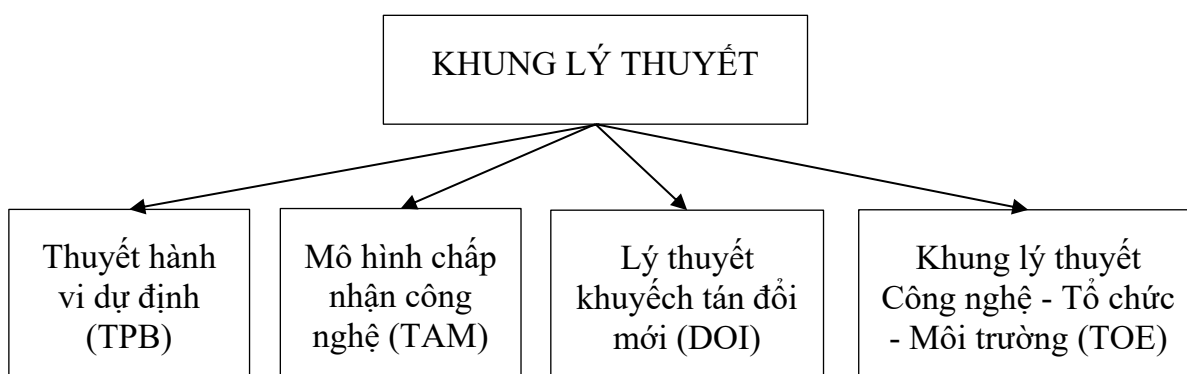 KHUNG LÝ THUYẾT
Thuyết hành
vi dự định
(TPB)
Mô hình chấp
nhận công
nghệ (TAM)
Lý thuyết
khuyếch tán đổi
mới (DOI)
Khung lý thuyết
Công nghệ - Tổ chức
- Môi trường (TOE)